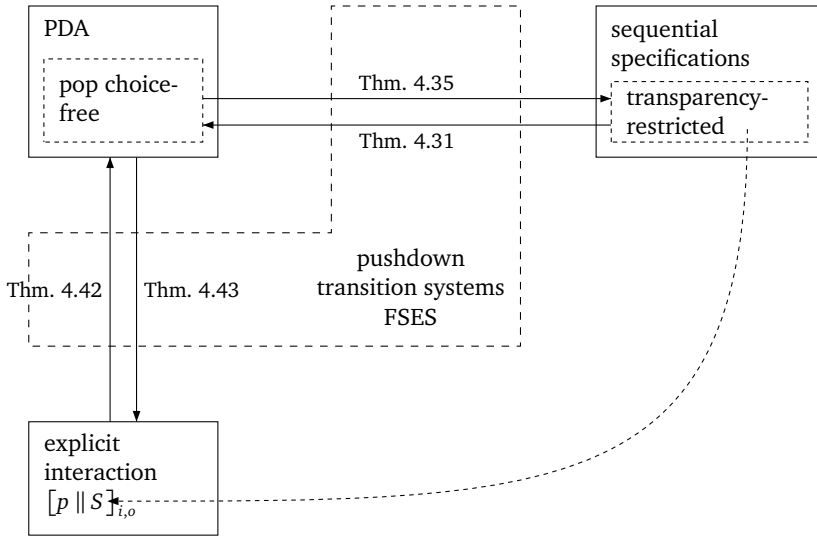 PDA
pop choice-
free
Thm. 4.35
Thm. 4.31
sequential
specifications
transparency-
restricted
Thm. 4.42
Thm. 4.43
pushdown
transition systems
FSES
explicit
interaction
[p ∥ S]i,o